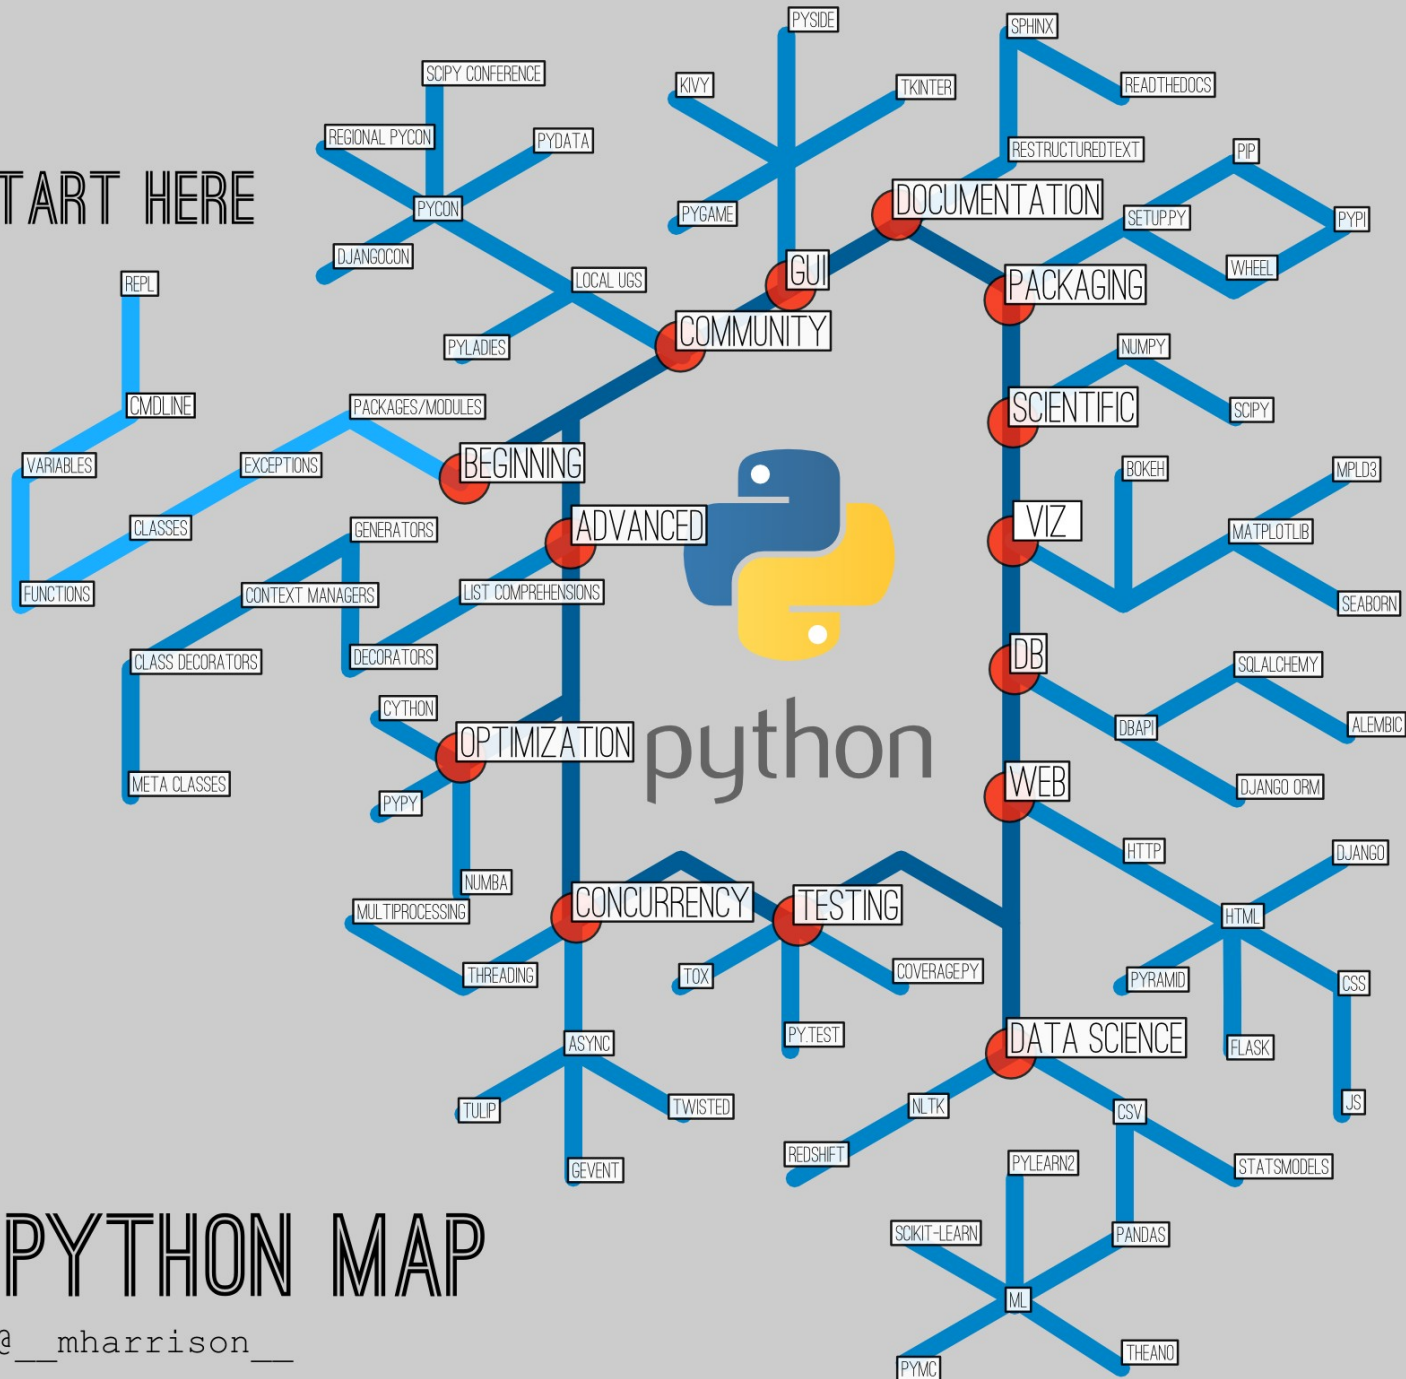 PYSIDE
SPHINX
SCIPY CONFERENCE
KIVY
TKINTER
READTHEDOCS
REGIONAL PYCON
PYDATA
RESTRUCTUREDTEXT
PIP
TART HERE
PYCON
PYGAME
DOCUMENTATION
SETUP.PY
PYPI
DJANGOCON
GUI
WHEEL
REPL
LOCAL UGS
PACKAGING
COMMUNITY
PYLADIES
NUMPY
CMDLINE
PACKAGES/MODULES
SCIENTIFIC
SCIPY
VARIABLES
EXCEPTIONS
BEGINNING
BOKEH
MPLD3
CLASSES
GENERATORS
ADVANCED
VIZ
MATPLOTLIB
FUNCTIONS
CONTEXT MANAGERS
LIST COMPREHENSIONS
SEABORN
CLASS DECORATORS
DECORATORS
DB
SQLALCHEMY
CYTHON
DBAPI
ALEMBIC
OPTIMIZATION
python
META CLASSES
PYPY
WEB
DJANGO ORM
HTTP
DJANGO
NUMBA
MULTIPROCESSING
CONCURRENCY
TESTING
HTML
THREADING
TOX
COVERAGE.PY
PYRAMID
CSS
ASYNC
PY.TEST
DATA SCIENCE
FLASK
TULIP
TWISTED
NLTK
CSV
JS
GEVENT
REDSHIFT
PYLEARN2
STATSMODELS
SCIKIT-LEARN
PANDAS
PYTHON MAP
ML
@__mharrison__
THEANO
PYMC